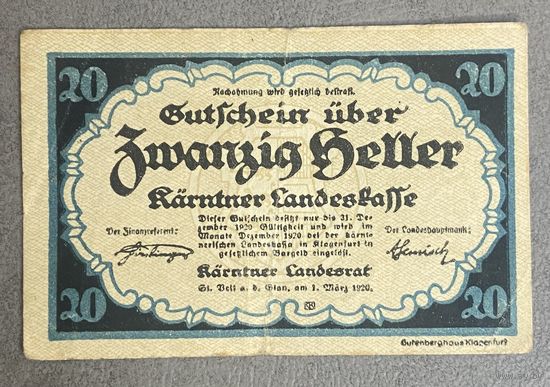 20 20
Nachahmung wird gesetzlich bestraft.
Gutschein über
Zwanzig Heller
Kärntner Landeskasse
Dieser Gutschein besitzt nur bis 31. De-
zember 1920 Gültigkeit und wird im
Monate Dezember 1920 bei der kärnt-
nerischen Landeskassa in Klagenfurt in
gesetzlichem Bargeld eingelöst.
Der Finanzreferent:
Der Landeshauptmann:
Kärntner Landesrat
St. Veit a. d. Glan, am 1. März 1920.
20 20
Gutenberghaus Klagenfurt